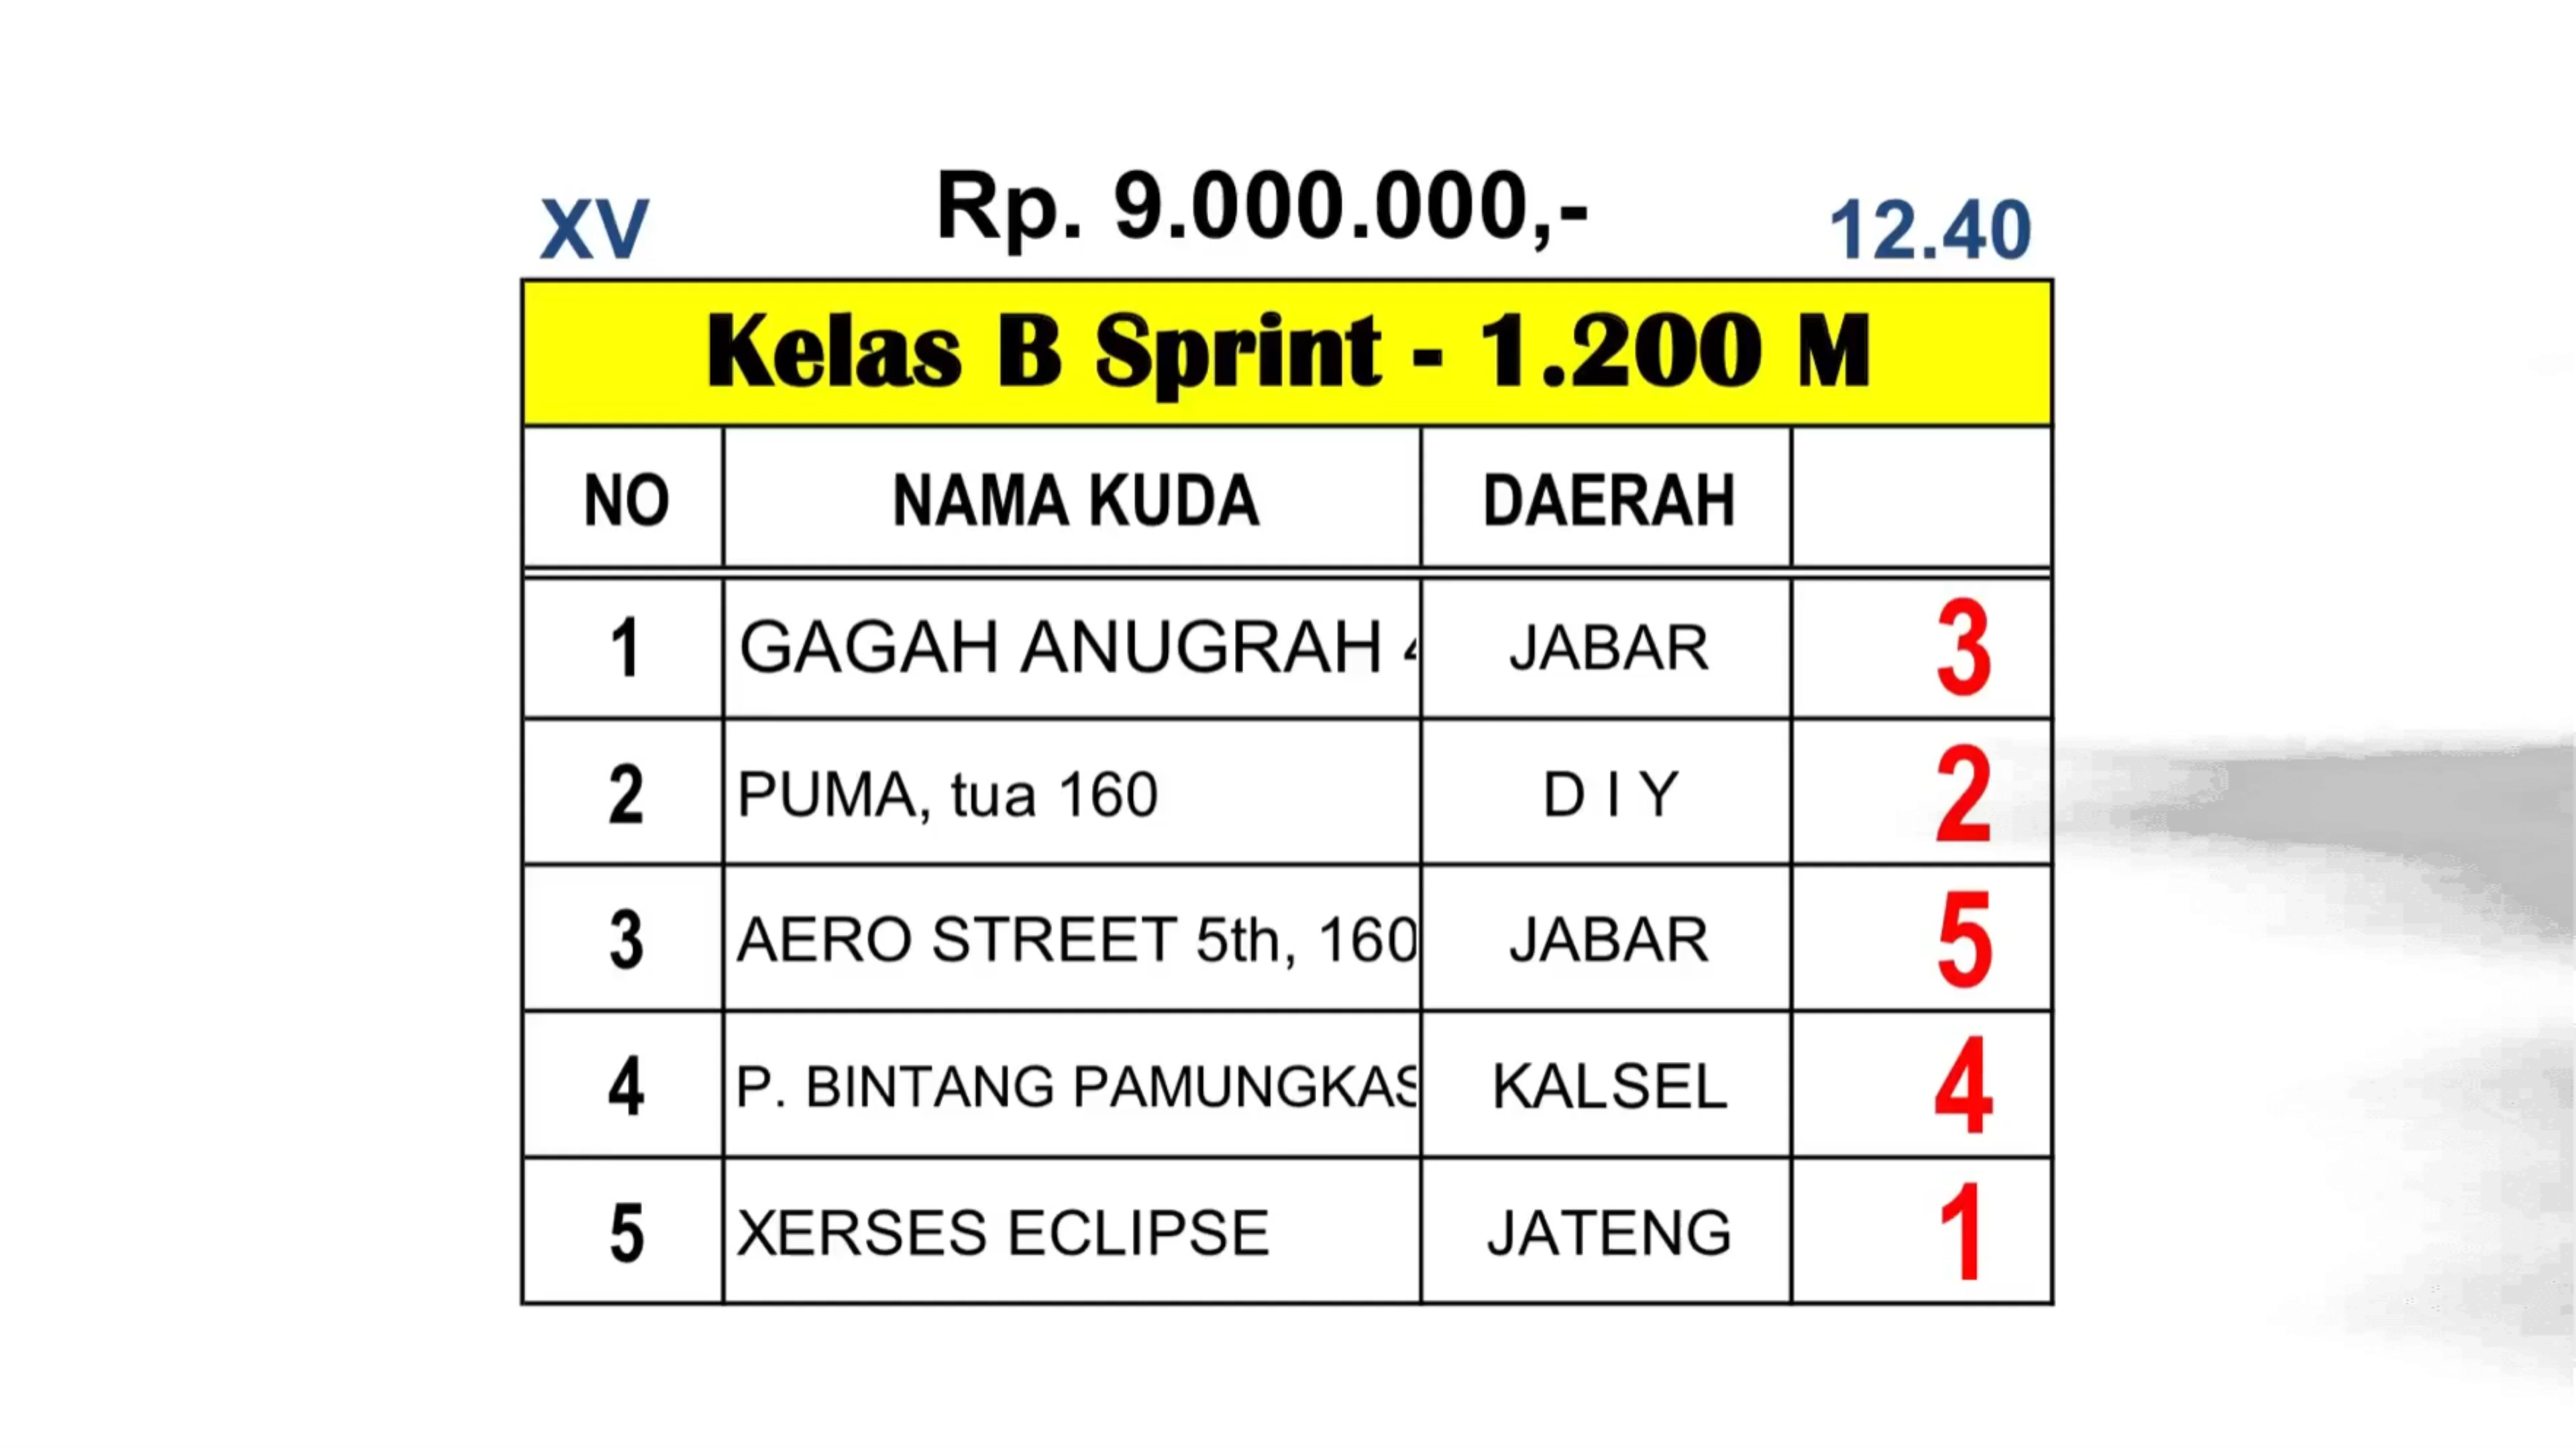 XV Rp. 9.000.000,- 12.40
Kelas B Sprint - 1.200 M
NO NAMA KUDA DAERAH
1 GAGAH ANUGRAH JABAR 3
2 PUMA, tua 160 D I Y 2
3 AERO STREET 5th, 160 JABAR 5
4 P. BINTANG PAMUNGKAS KALSEL 4
5 XERSES ECLIPSE JATENG 1